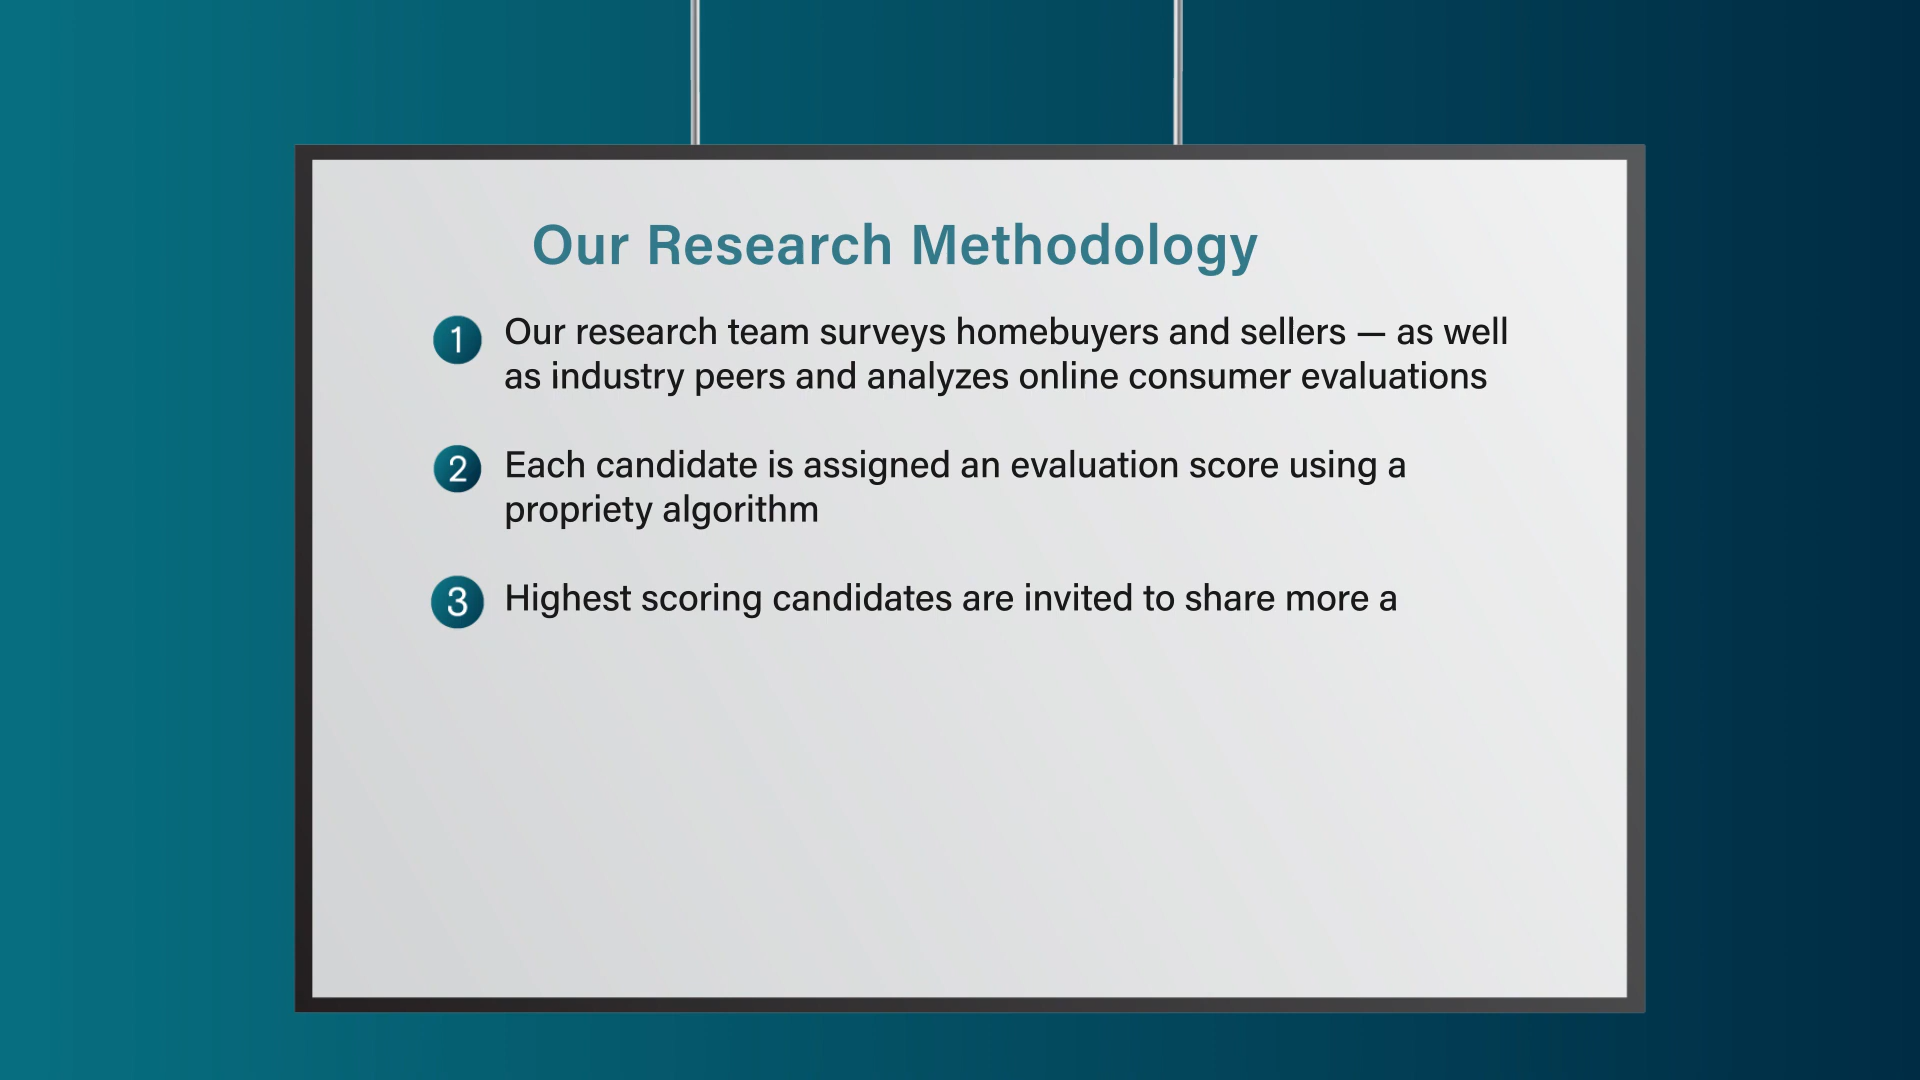 Our Research Methodology
1 Our research team surveys homebuyers and sellers — as well
as industry peers and analyzes online consumer evaluations
2 Each candidate is assigned an evaluation score using a
propriety algorithm
3 Highest scoring candidates are invited to share more a